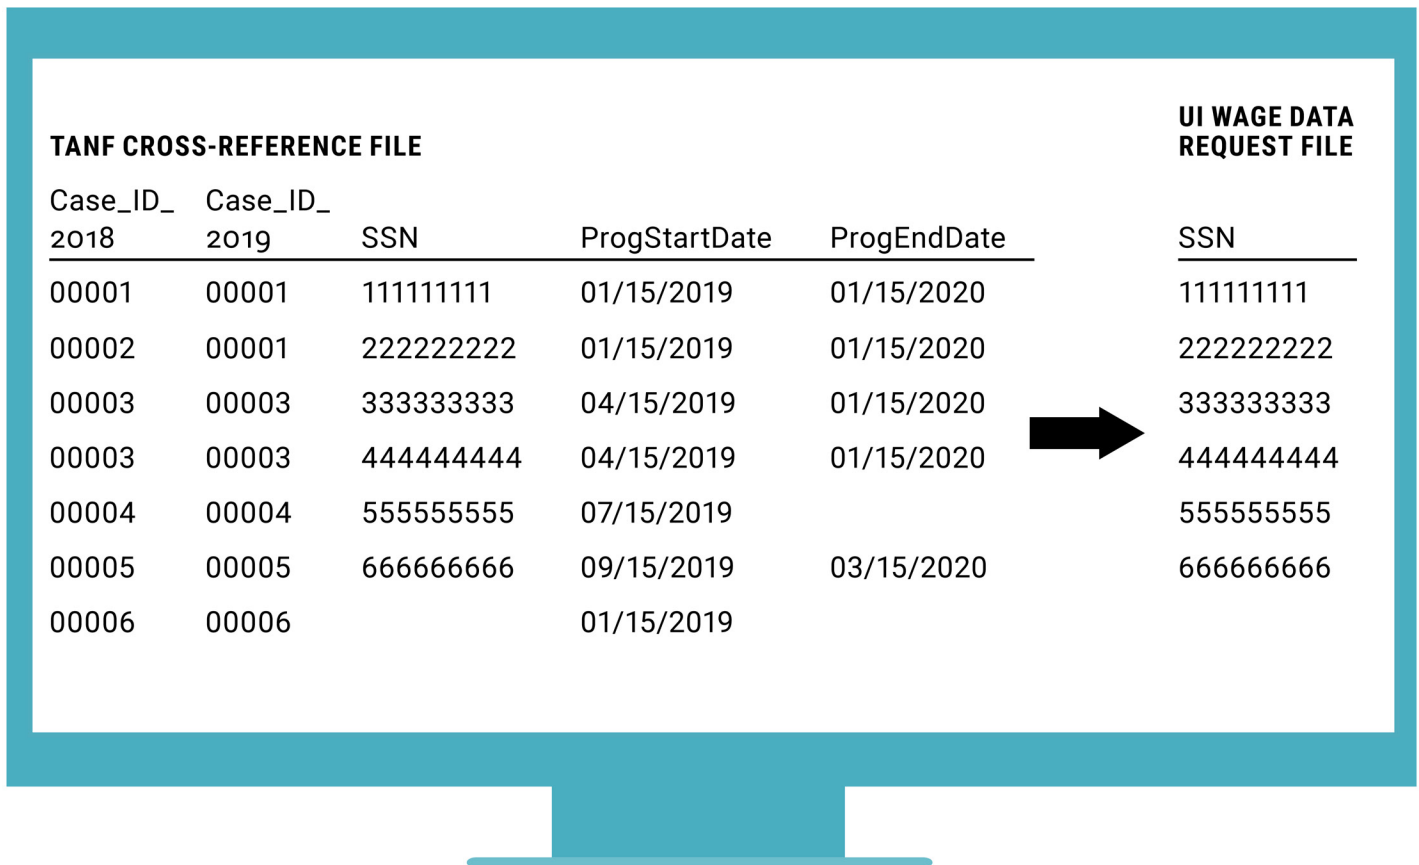 TANF CROSS-REFERENCE FILE
Case_ID_ Case_ID_
2018 2019 SSN ProgStartDate ProgEndDate
00001 00001 111111111 01/15/2019 01/15/2020
00002 00001 222222222 01/15/2019 01/15/2020
00003 00003 333333333 04/15/2019 01/15/2020
00003 00003 444444444 04/15/2019 01/15/2020
00004 00004 555555555 07/15/2019
00005 00005 666666666 09/15/2019 03/15/2020
00006 00006 01/15/2019
UI WAGE DATA
REQUEST FILE
SSN
111111111
222222222
333333333
444444444
555555555
666666666